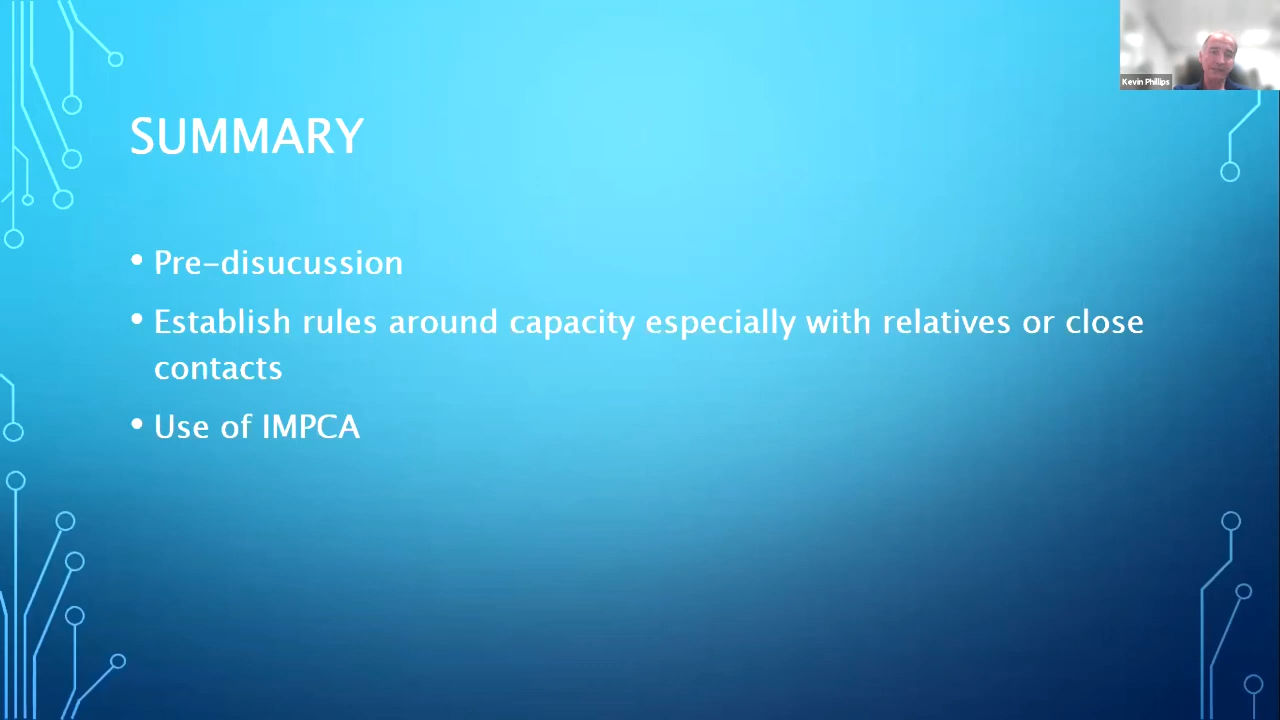 Kevin Phillips
SUMMARY
• Pre-disucussion
• Establish rules around capacity especially with relatives or close
contacts
• Use of IMPCA